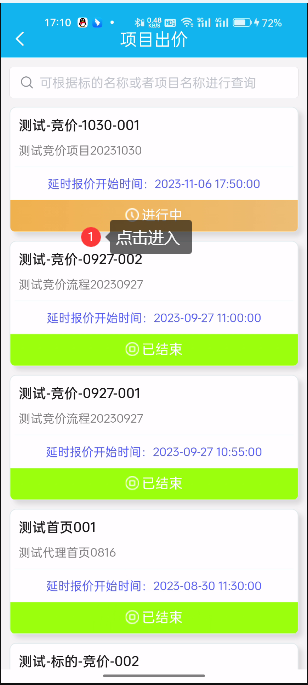 17:10 0.48 KB/S 72%
项目出价
可根据标的名称或者项目名称进行查询
测试-竞价-1030-001
测试竞价项目20231030
延时报价开始时间：2023-11-06 17:50:00
进行中
1 点击进入
测试-竞价-0927-002
测试竞价流程20230927
延时报价开始时间：2023-09-27 11:00:00
已结束
测试-竞价-0927-001
测试竞价流程20230927
延时报价开始时间：2023-09-27 10:55:00
已结束
测试首页001
测试代理首页0816
延时报价开始时间：2023-08-30 11:30:00
已结束
测试-标的-竞价-002